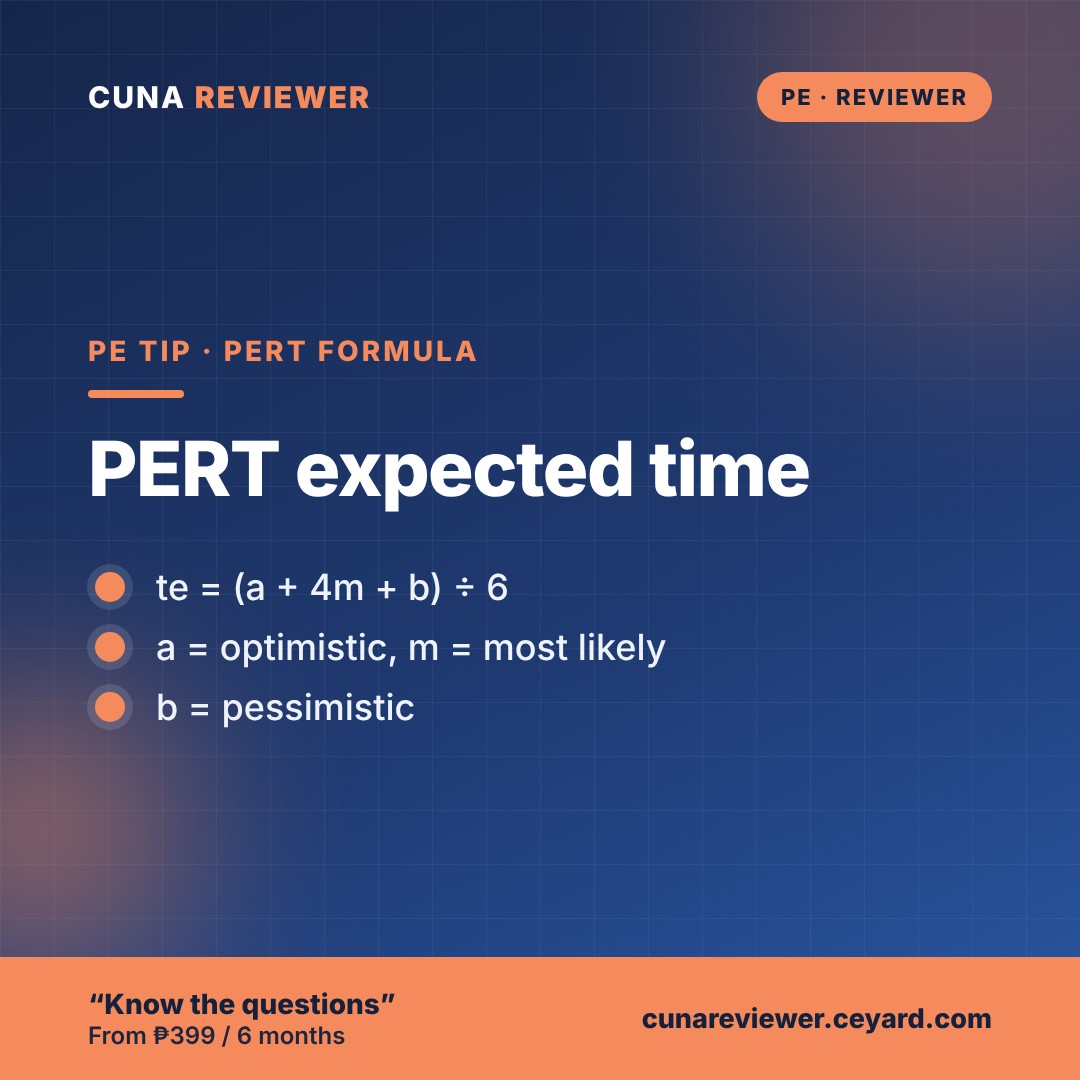 CUNA REVIEWER
PE · REVIEWER
PE TIP · PERT FORMULA
PERT expected time
te = (a + 4m + b) ÷ 6
a = optimistic, m = most likely
b = pessimistic
“Know the questions”
From ₱399 / 6 months
cunareviewer.ceyard.com